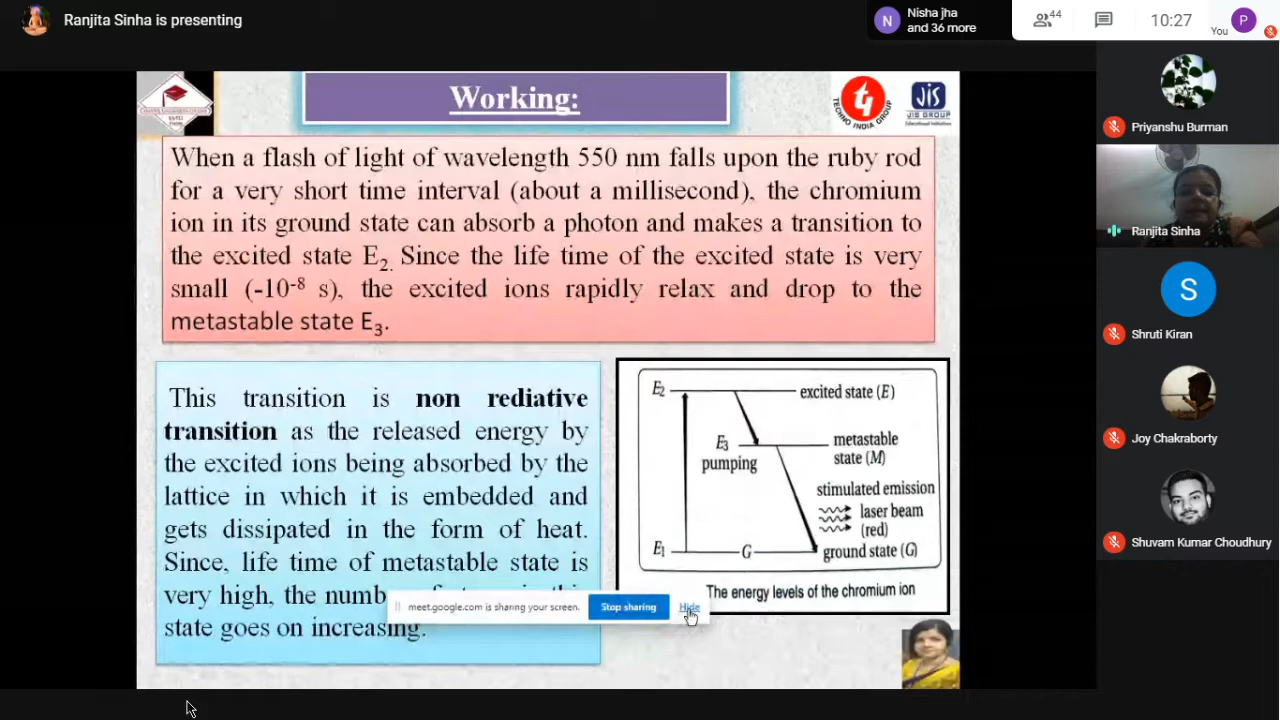 Ranjita Sinha is presenting
N
Nisha jha
and 36 more
44
10:27
You
P
Working:
TECHNO INDIA GROUP
JIS
JIS GROUP
Educational Initiatives
When a flash of light of wavelength 550 nm falls upon the ruby rod
for a very short time interval (about a millisecond), the chromium
ion in its ground state can absorb a photon and makes a transition to
the excited state E2. Since the life time of the excited state is very
small (-10-8 s), the excited ions rapidly relax and drop to the
metastable state E3.
This transition is non rediative
transition as the released energy by
the excited ions being absorbed by the
lattice in which it is embedded and
gets dissipated in the form of heat.
Since, life time of metastable state is
very high, the
state goes on increasing.
E2
excited state (E)
E3
metastable
state (M)
pumping
stimulated emission
laser beam
(red)
E1
G
ground state (G)
The energy levels of the chromium ion
meet.google.com is sharing your screen.
Stop sharing
Hide
Priyanshu Burman
Ranjita Sinha
S
Shruti Kiran
Joy Chakraborty
Shuvam Kumar Choudhury